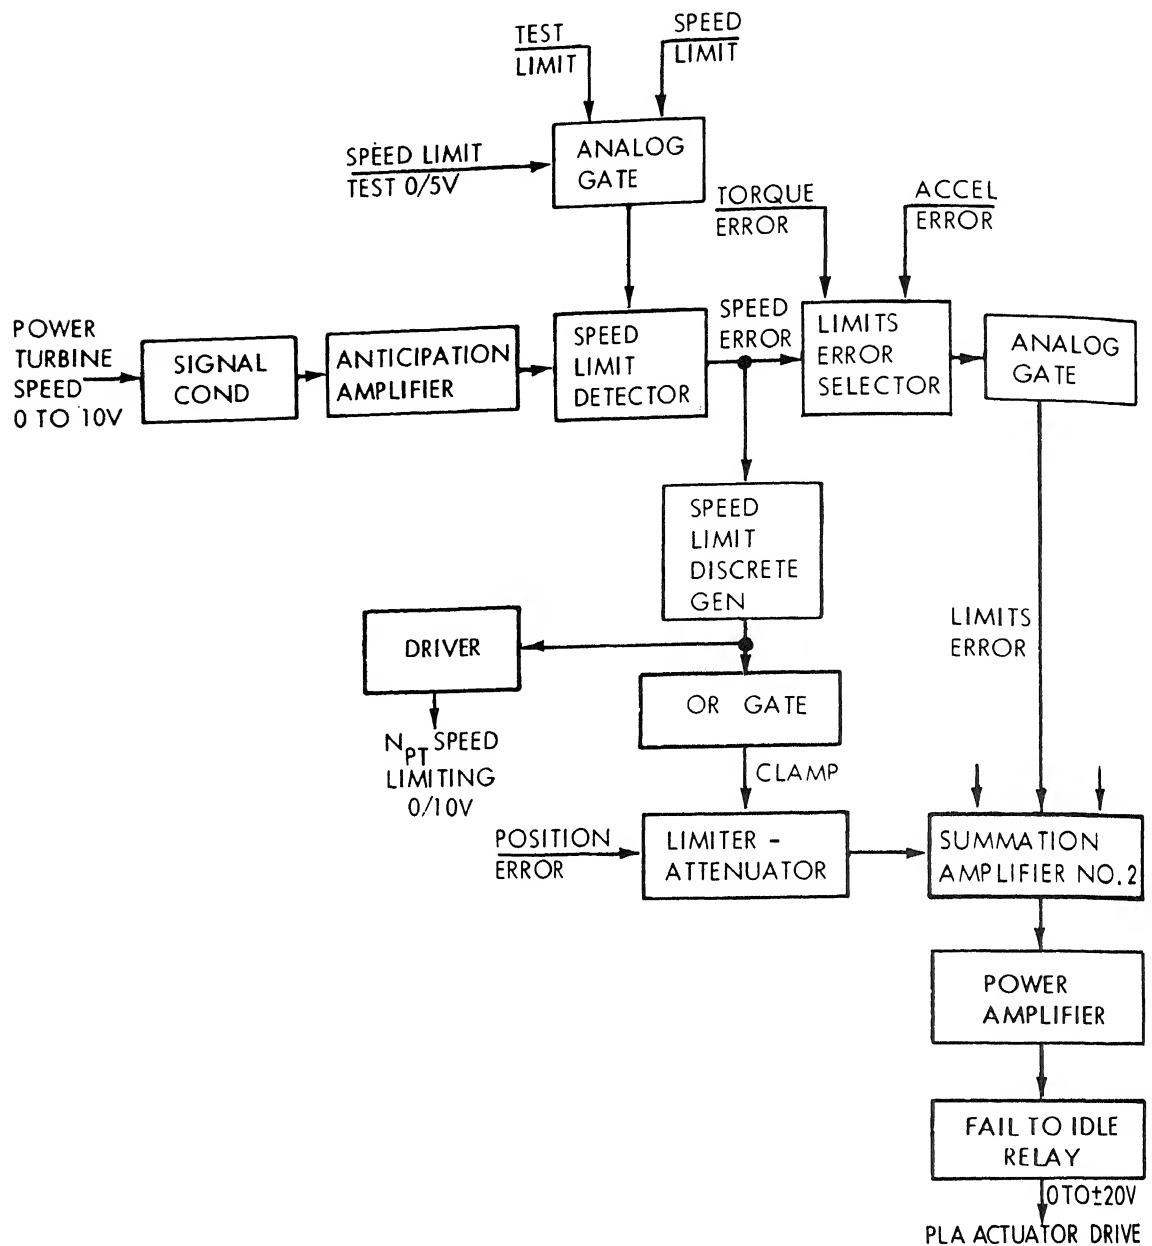 TEST
LIMIT
SPEED
LIMIT
SPEED LIMIT
TEST 0/5V
ANALOG
GATE
TORQUE
ERROR
ACCEL
ERROR
POWER
TURBINE
SPEED
0 TO 10V
SIGNAL
COND
ANTICIPATION
AMPLIFIER
SPEED
LIMIT
DETECTOR
SPEED
ERROR
LIMITS
ERROR
SELECTOR
ANALOG
GATE
SPEED
LIMIT
DISCRETE
GEN
LIMITS
ERROR
DRIVER
OR GATE
NPT SPEED
LIMITING
0/10V
CLAMP
POSITION
ERROR
LIMITER -
ATTENUATOR
SUMMATION
AMPLIFIER NO.2
POWER
AMPLIFIER
FAIL TO IDLE
RELAY
0 TO ±20V
PLA ACTUATOR DRIVE